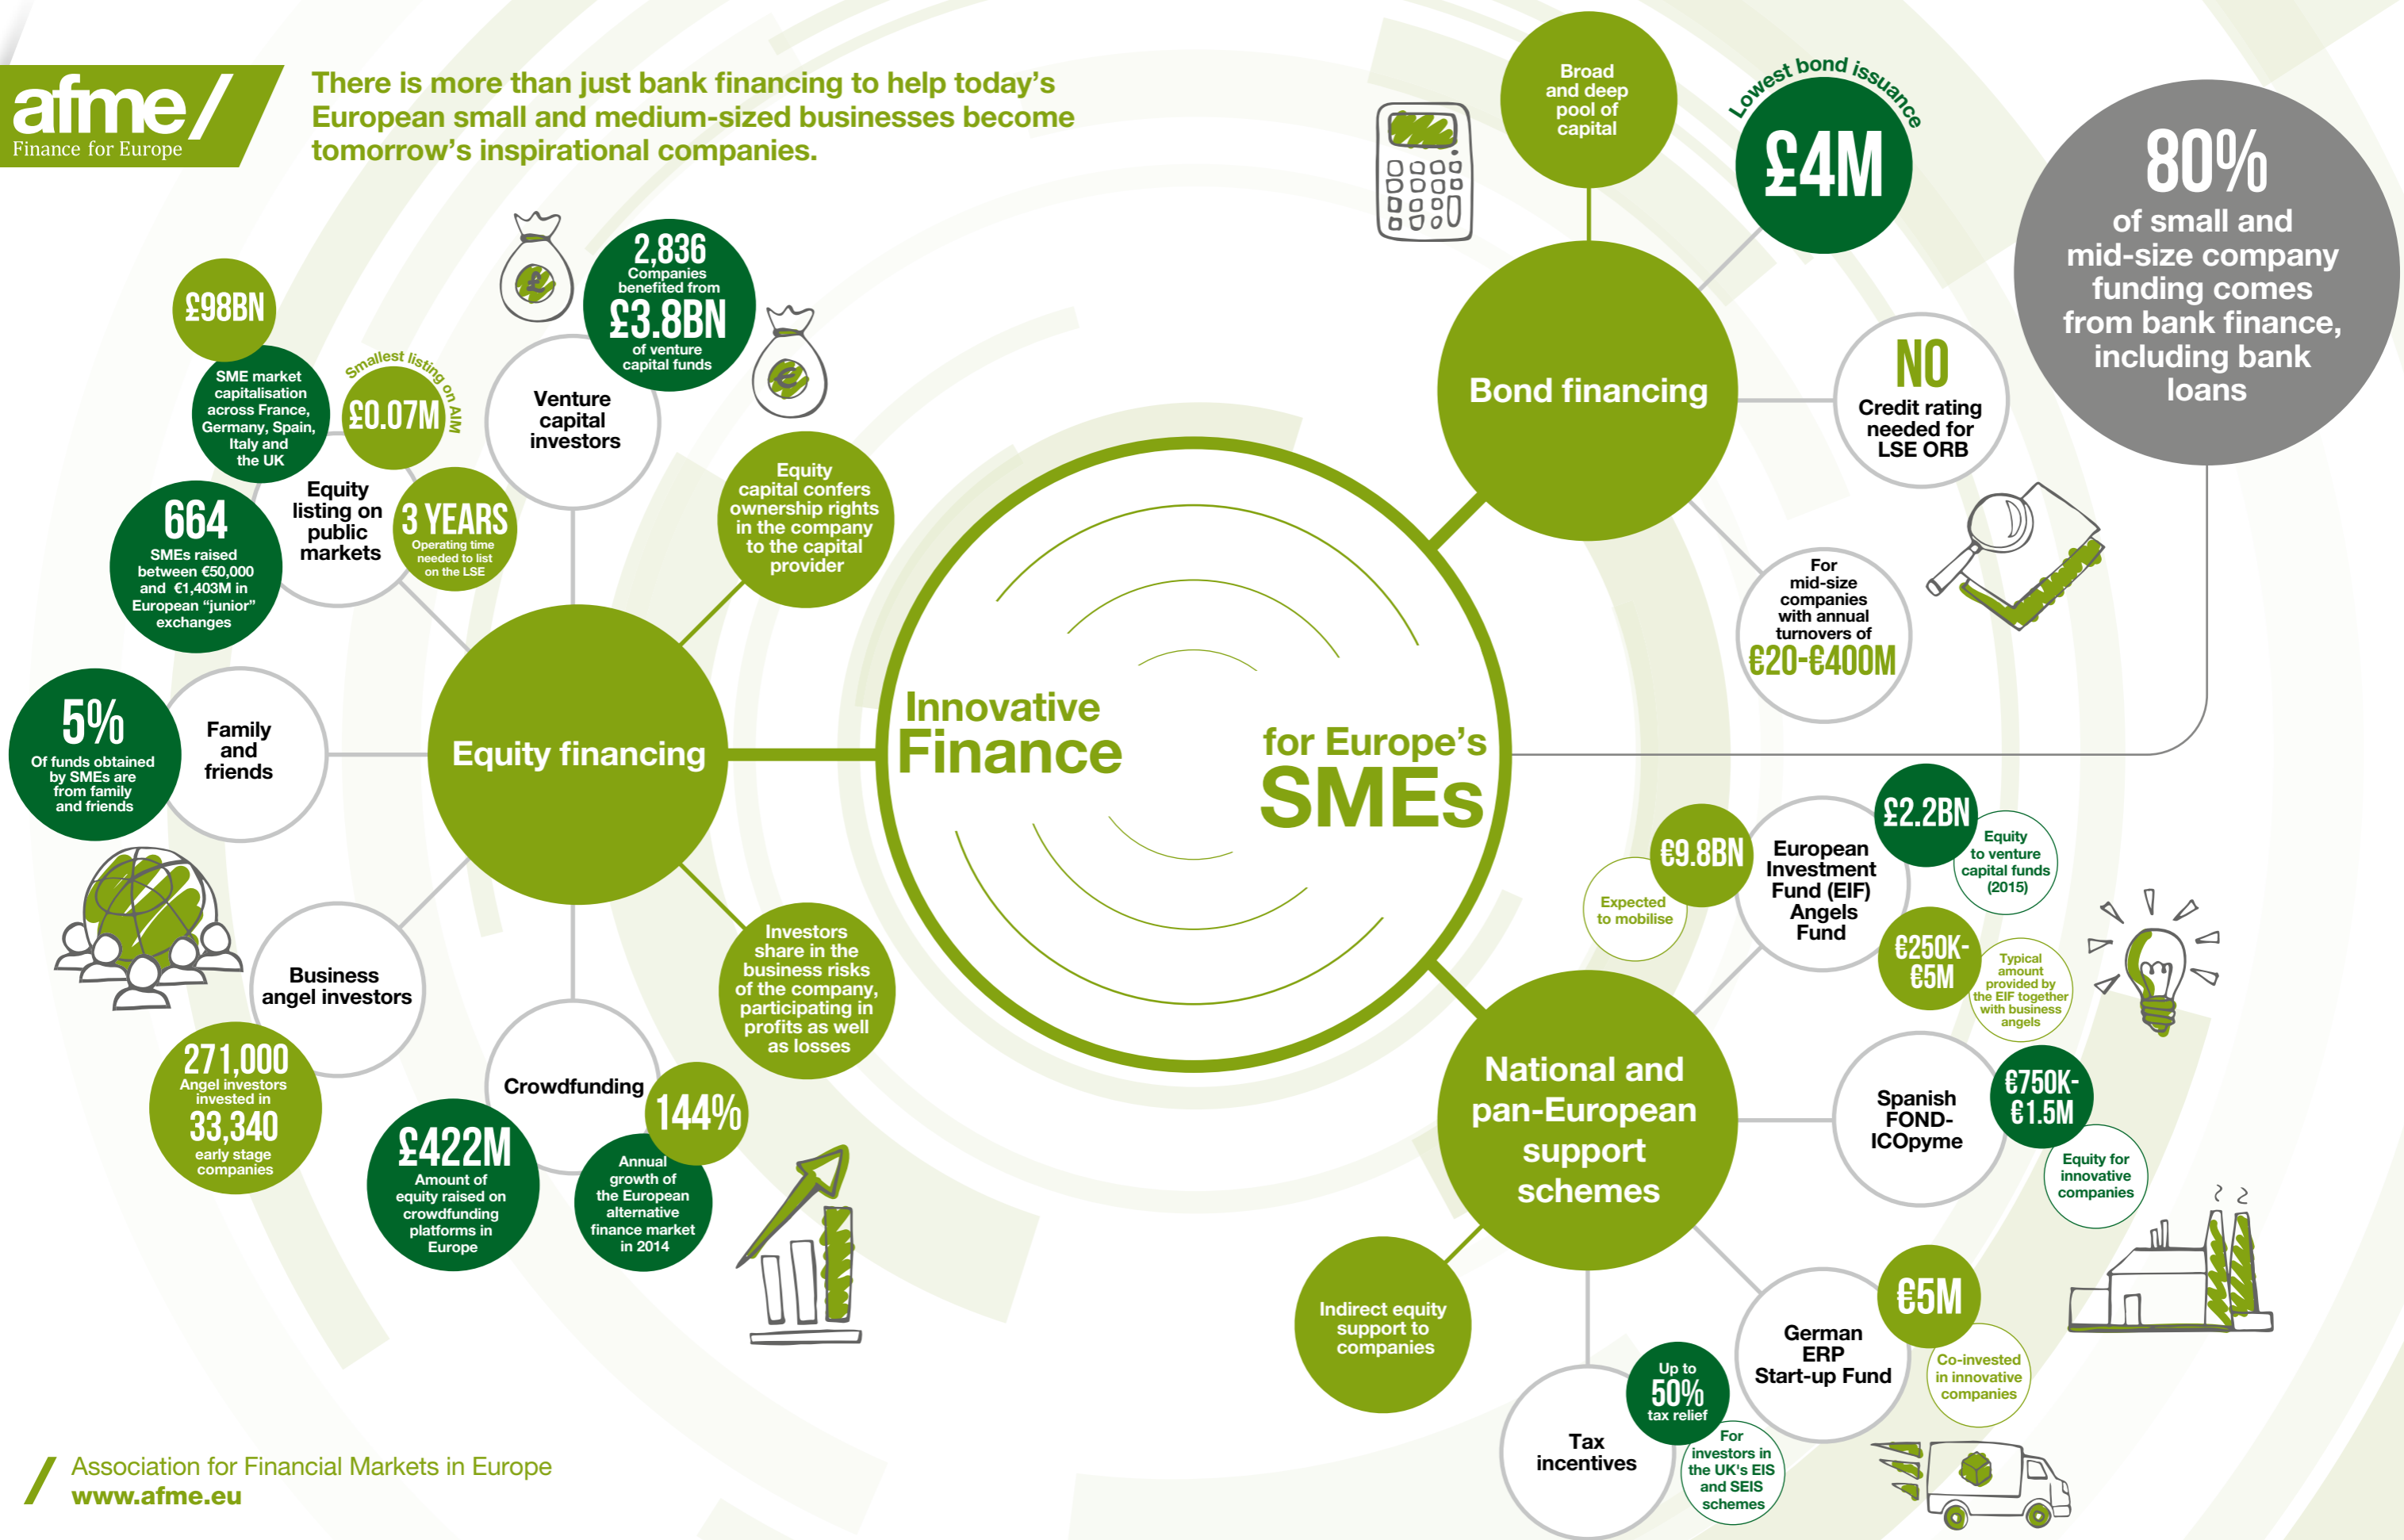 afme/
Finance for Europe
There is more than just bank financing to help today's
European small and medium-sized businesses become
tomorrow's inspirational companies.
£98BN
SME market
capitalisation
across France,
Germany, Spain,
Italy and
the UK
Smallest listing on AIM
£0.07M
664
SMEs raised
between €50,000
and €1,403M in
European “junior”
exchanges
Equity
listing on
public
markets
3 YEARS
Operating time
needed to list
on the LSE
£
2,836
Companies
benefited from
£3.8BN
of venture
capital funds
€
Venture
capital
investors
Equity
capital confers
ownership rights
in the company
to the capital
provider
5%
Of funds obtained
by SMEs are
from family
and friends
Family
and
friends
Equity financing
Business
angel investors
271,000
Angel investors
invested in
33,340
early stage
companies
Crowdfunding
£422M
Amount of
equity raised on
crowdfunding
platforms in
Europe
144%
Annual
growth of
the European
alternative
finance market
in 2014
Investors
share in the
business risks
of the company,
participating in
profits as well
as losses
Innovative
Finance
for Europe's
SMEs
Broad
and deep
pool of
capital
Lowest bond issuance
£4M
Bond financing
NO
Credit rating
needed for
LSE ORB
For
mid-size
companies
with annual
turnovers of
€20-€400M
80%
of small and
mid-size company
funding comes
from bank finance,
including bank
loans
€9.8BN
Expected
to mobilise
European
Investment
Fund (EIF)
Angels
Fund
£2.2BN
Equity
to venture
capital funds
(2015)
€250K-
€5M
Typical
amount
provided by
the EIF together
with business
angels
National and
pan-European
support
schemes
Spanish
FOND-
ICOpyme
€750K-
€1.5M
Equity for
innovative
companies
German
ERP
Start-up Fund
€5M
Co-invested
in innovative
companies
Indirect equity
support to
companies
Tax
incentives
Up to
50%
tax relief
For
investors in
the UK's EIS
and SEIS
schemes
/ Association for Financial Markets in Europe
www.afme.eu